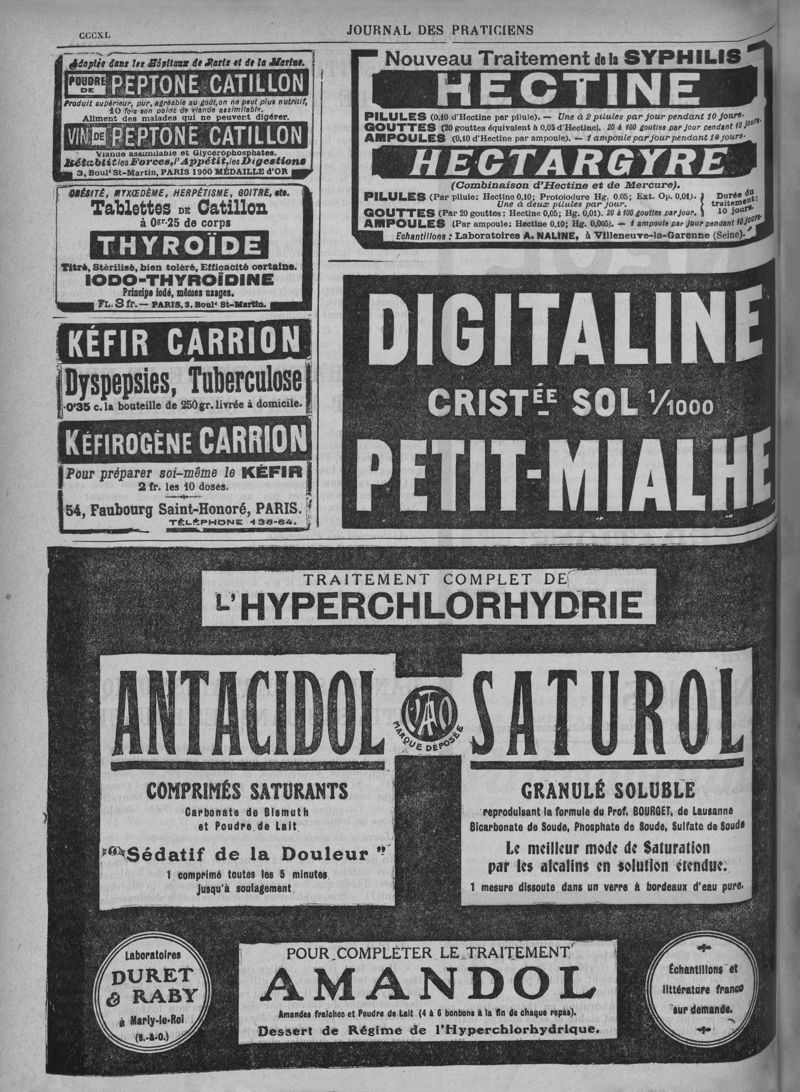 CCCXL
JOURNAL DES PRATICIENS
Adoptée dans les Hôpitaux de Paris et de la Marine.
POUDRE DE PEPTONE CATILLON
Produit supérieur, pur, agréable au goût, on ne peut plus nutritif,
10 fois son poids de viande assimilable.
Aliment des malades qui ne peuvent digérer.
VIN DE PEPTONE CATILLON
Viande assimilable et Glycérophosphates.
Rétablit les Forces, l'Appétit, les Digestions
3, Boulᵈ St-Martin, PARIS 1900 MÉDAILLE D'OR
OBÉSITÉ, MYXŒDÈME, HERPÉTISME, GOITRE, etc.
Tablettes DE Catillon
à 0gr.25 de corps
THYROÏDE
Titré, Stérilisé, bien toléré, Efficacité certaine.
IODO-THYROÏDINE
Principe iodé, mêmes usages.
FL. 3 fr. — PARIS, 3, Boulᵈ St-Martin.
KÉFIR CARRION
Dyspepsies, Tuberculose
0'35 c. la bouteille de 250 gr. livrée à domicile.
KÉFIROGÈNE CARRION
Pour préparer soi-même le KÉFIR
2 fr. les 10 doses.
54, Faubourg Saint-Honoré, PARIS.
TÉLÉPHONE 136-64.
Nouveau Traitement de la SYPHILIS
HECTINE
PILULES (0,10 d'Hectine par pilule). — Une à 2 pilules par jour pendant 10 jours.
GOUTTES (20 gouttes équivalent à 0,05 d'Hectine). 20 à 100 gouttes par jour pendant 10 jours.
AMPOULES (0,10 d'Hectine par ampoule). — 1 ampoule par jour pendant 10 jours.
HECTARGYRE
(Combinaison d'Hectine et de Mercure).
PILULES (Par pilule: Hectine 0,10; Protoiodure Hg. 0,05; Ext. Op. 0,01).
Une à deux pilules par jour.
GOUTTES (Par 20 gouttes: Hectine 0,05; Hg. 0,01). 20 à 100 gouttes par jour.
Durée du
traitement:
10 jours.
AMPOULES (Par ampoule: Hectine 0,10; Hg. 0,005). — 1 ampoule par jour pendant 10 jours.
Échantillons: Laboratoires A. NALINE, à Villeneuve-la-Garenne (Seine).
DIGITALINE
CRISTÉE SOL 1/1000
PETIT-MIALHE
TRAITEMENT COMPLET DE
L'HYPERCHLORHYDRIE
ANTACIDOL
MARQUE DÉPOSÉE
SATUROL
COMPRIMÉS SATURANTS
Carbonate de Bismuth
et Poudre de Lait
"Sédatif de la Douleur"
1 comprimé toutes les 5 minutes
jusqu'à soulagement
GRANULÉ SOLUBLE
reproduisant la formule du Prof. BOURGET, de Lausanne
Bicarbonate de Soude, Phosphate de Soude, Sulfate de Soude
Le meilleur mode de Saturation
par les alcalins en solution étendue.
1 mesure dissoute dans un verre à bordeaux d'eau pure.
Laboratoires
DURET
& RABY
à Marly-le-Roi
(S.-&-O.)
POUR COMPLÉTER LE TRAITEMENT
AMANDOL
Amandes fraîches et Poudre de Lait (4 à 6 bonbons à la fin de chaque repas).
Dessert de Régime de l'Hyperchlorhydrique.
Échantillons et
littérature franco
sur demande.